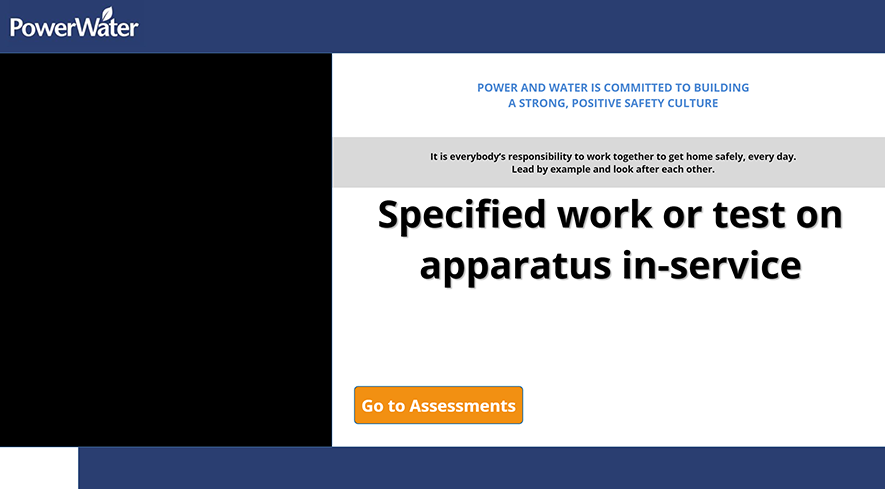 PowerWater
POWER AND WATER IS COMMITTED TO BUILDING
A STRONG, POSITIVE SAFETY CULTURE
It is everybody's responsibility to work together to get home safely, every day.
Lead by example and look after each other.
Specified work or test on
apparatus in-service
Go to Assessments